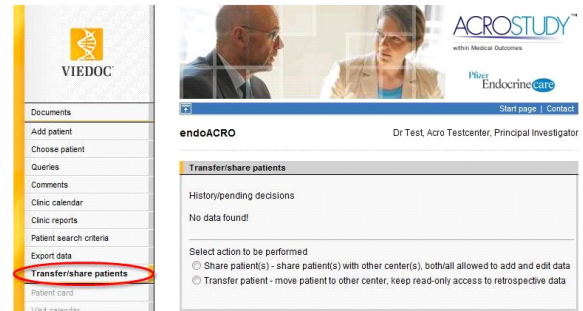 VIEDOC
Documents
Add patient
Choose patient
Queries
Comments
Clinic calendar
Clinic reports
Patient search criteria
Export data
Transfer/share patients
Patient card
Visit calendar
ACROSTUDY™
within Medical Outcomes
Pfizer
Endocrine care
Start page | Contact
endoACRO
Dr Test, Acro Testcenter, Principal Investigator
Transfer/share patients
History/pending decisions
No data found!
Select action to be performed
Share patient(s) - share patient(s) with other center(s), both/all allowed to add and edit data
Transfer patient - move patient to other center, keep read-only access to retrospective data